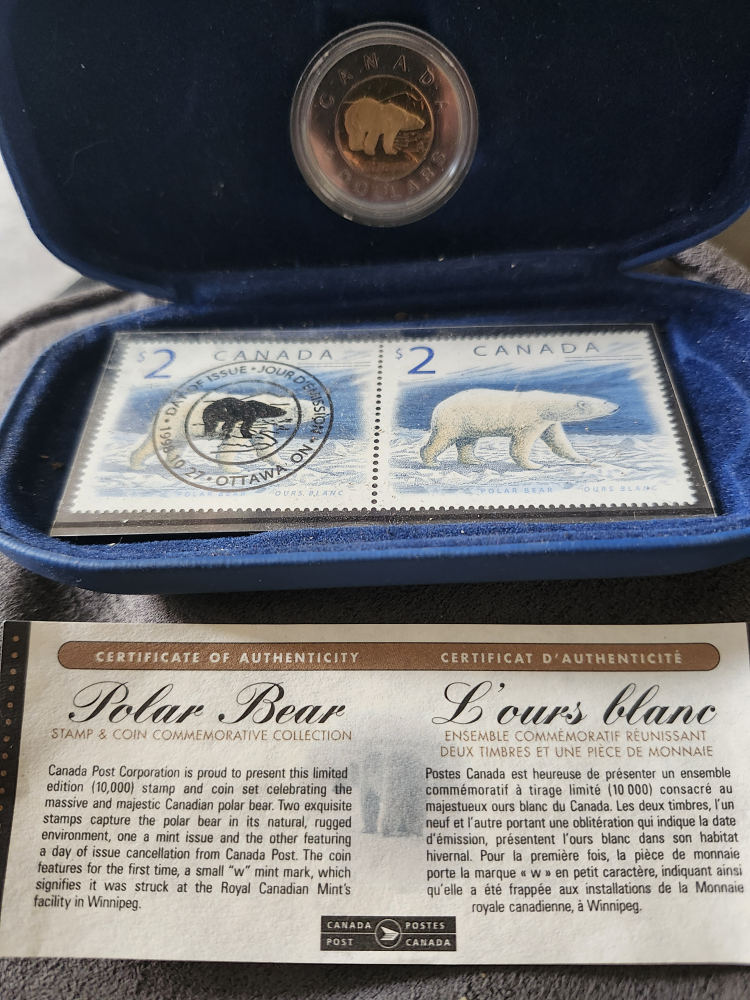 CANADA
DOLLARS
$2 CANADA
DAY OF ISSUE • JOUR D'ÉMISSION
1998.10.27 • OTTAWA, ON
POLAR BEAR OURS BLANC
$2 CANADA
POLAR BEAR OURS BLANC
CERTIFICATE OF AUTHENTICITY
Polar Bear
STAMP & COIN COMMEMORATIVE COLLECTION
Canada Post Corporation is proud to present this limited
edition (10,000) stamp and coin set celebrating the
massive and majestic Canadian polar bear. Two exquisite
stamps capture the polar bear in its natural, rugged
environment, one a mint issue and the other featuring
a day of issue cancellation from Canada Post. The coin
features for the first time, a small "w" mint mark, which
signifies it was struck at the Royal Canadian Mint's
facility in Winnipeg.
CERTIFICAT D'AUTHENTICITÉ
L'ours blanc
ENSEMBLE COMMÉMORATIF RÉUNISSANT
DEUX TIMBRES ET UNE PIÈCE DE MONNAIE
Postes Canada est heureuse de présenter un ensemble
commémoratif à tirage limité (10 000) consacré au
majestueux ours blanc du Canada. Les deux timbres, l'un
neuf et l'autre portant une oblitération qui indique la date
d'émission, présentent l'ours blanc dans son habitat
hivernal. Pour la première fois, la pièce de monnaie
porte la marque « w » en petit caractère, indiquant ainsi
qu'elle a été frappée aux installations de la Monnaie
royale canadienne, à Winnipeg.
CANADA POSTES
POST CANADA